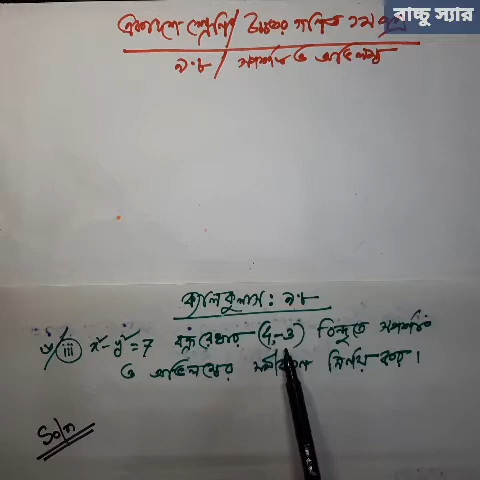 বাচ্চু স্যার
একাদশ শ্রেণি/ উচ্চতর গণিত ১ম পত্র
৯.৮/ স্পর্শক ও অভিলম্ব
ক্যালকুলাস: ৯.৮
iii x² - y² = 7 বক্ররেখার (4,-3) বিন্দুতে স্পর্শক
ও অভিলম্বের সমীকরণ নির্ণয় কর।
Soln